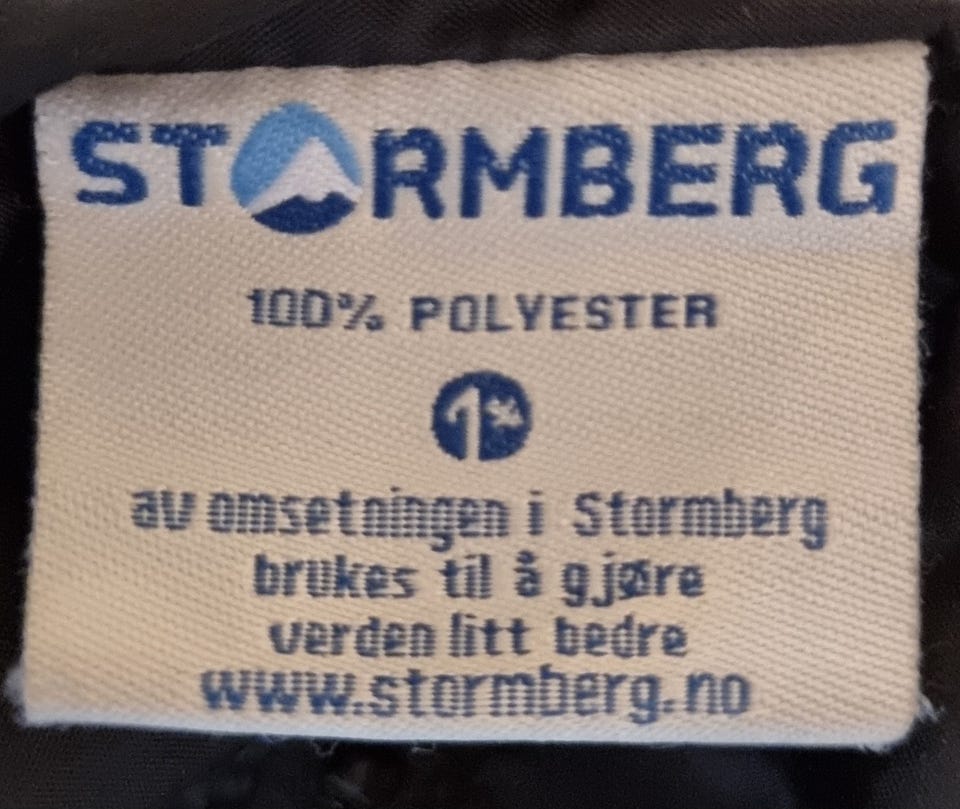 STORMBERG
100% POLYESTER
1%
av omsetningen i Stormberg
brukes til å gjøre
verden litt bedre
www.stormberg.no